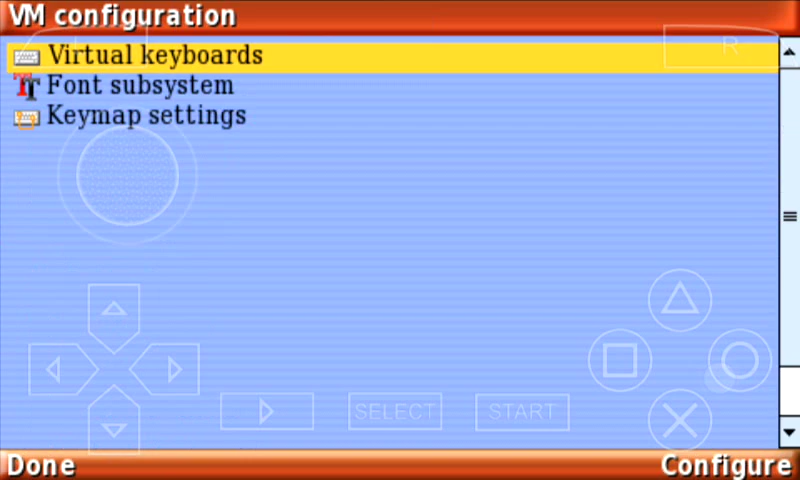 VM configuration
R
Virtual keyboards
Font subsystem
Keymap settings
SELECT
START
Done
Configure